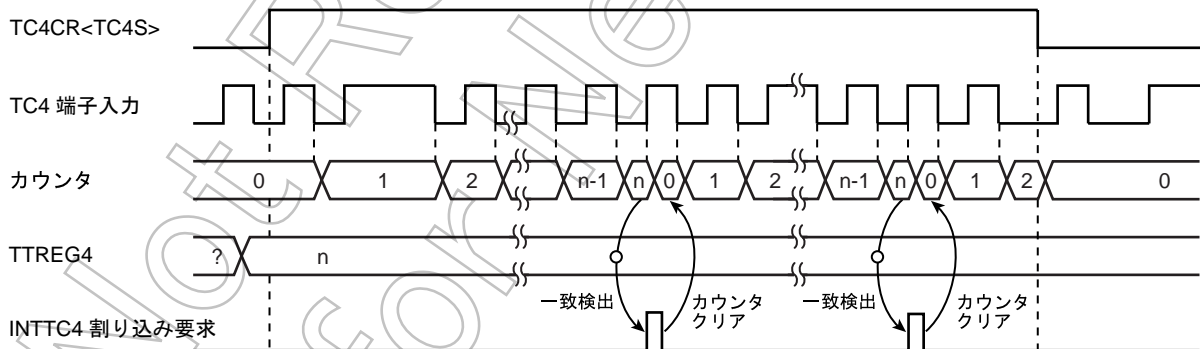 TC4CR<TC4S>
TC4 端子入力
カウンタ 0 1 2 n-1 n 0 1 2 n-1 n 0 1 2 0
TTREG4 ? n
一致検出 カウンタ クリア 一致検出 カウンタ クリア
INTTC4 割り込み要求